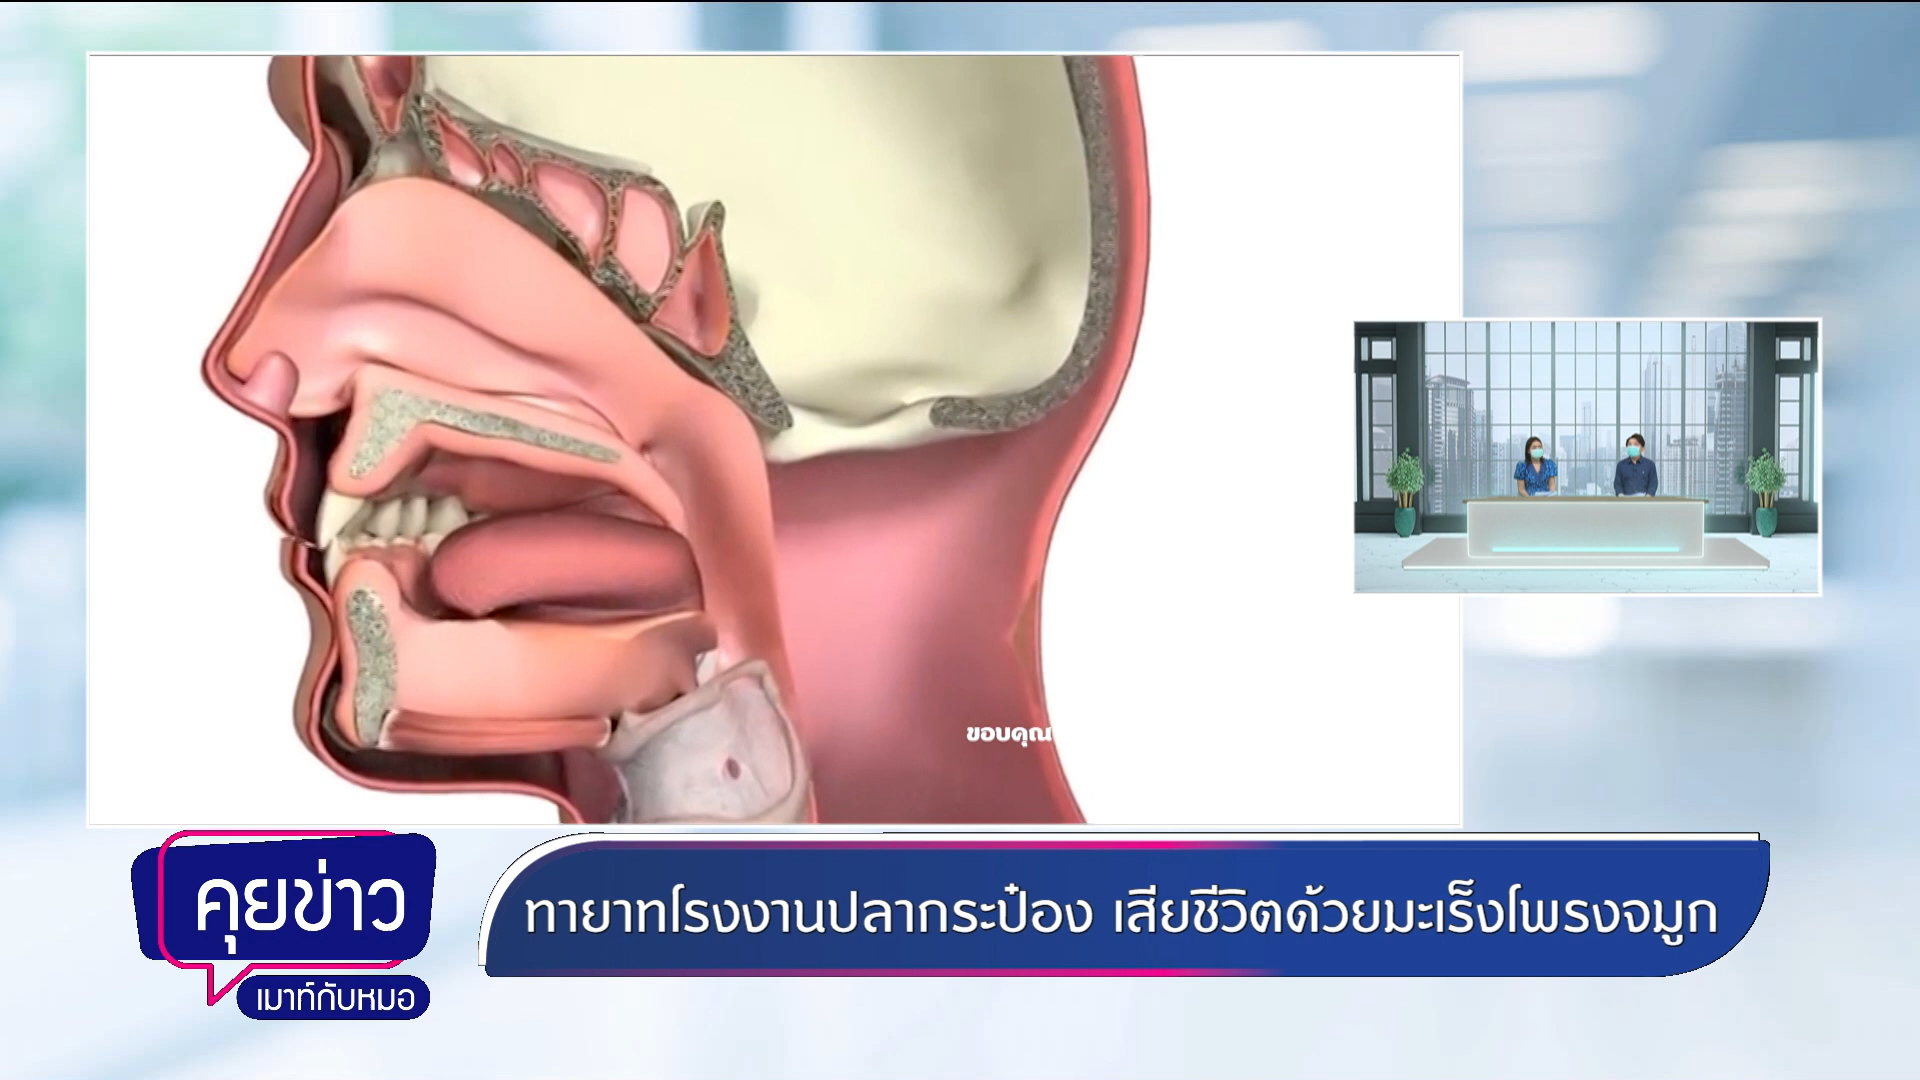 ขอบคุณ
คุยข่าว
เมาท์กับหมอ
ทายาทโรงงานปลากระป๋อง เสียชีวิตด้วยมะเร็งโพรงจมูก